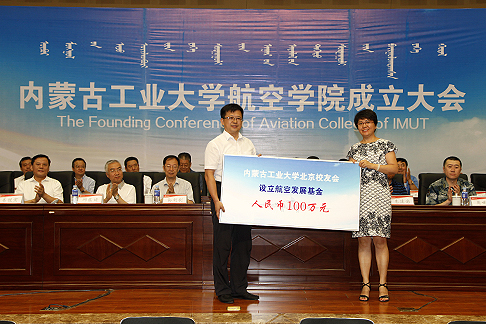 内蒙古工业大学航空学院成立大会
The Founding Conference of Aviation College of IMUT
内蒙古工业大学北京校友会
设立航空发展基金
人民币100万元